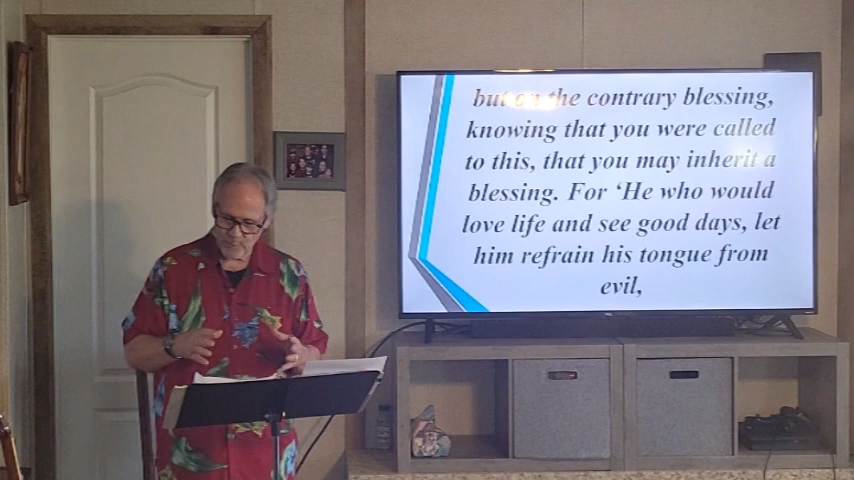 but on the contrary blessing,
knowing that you were called
to this, that you may inherit a
blessing. For ‘He who would
love life and see good days, let
him refrain his tongue from
evil,